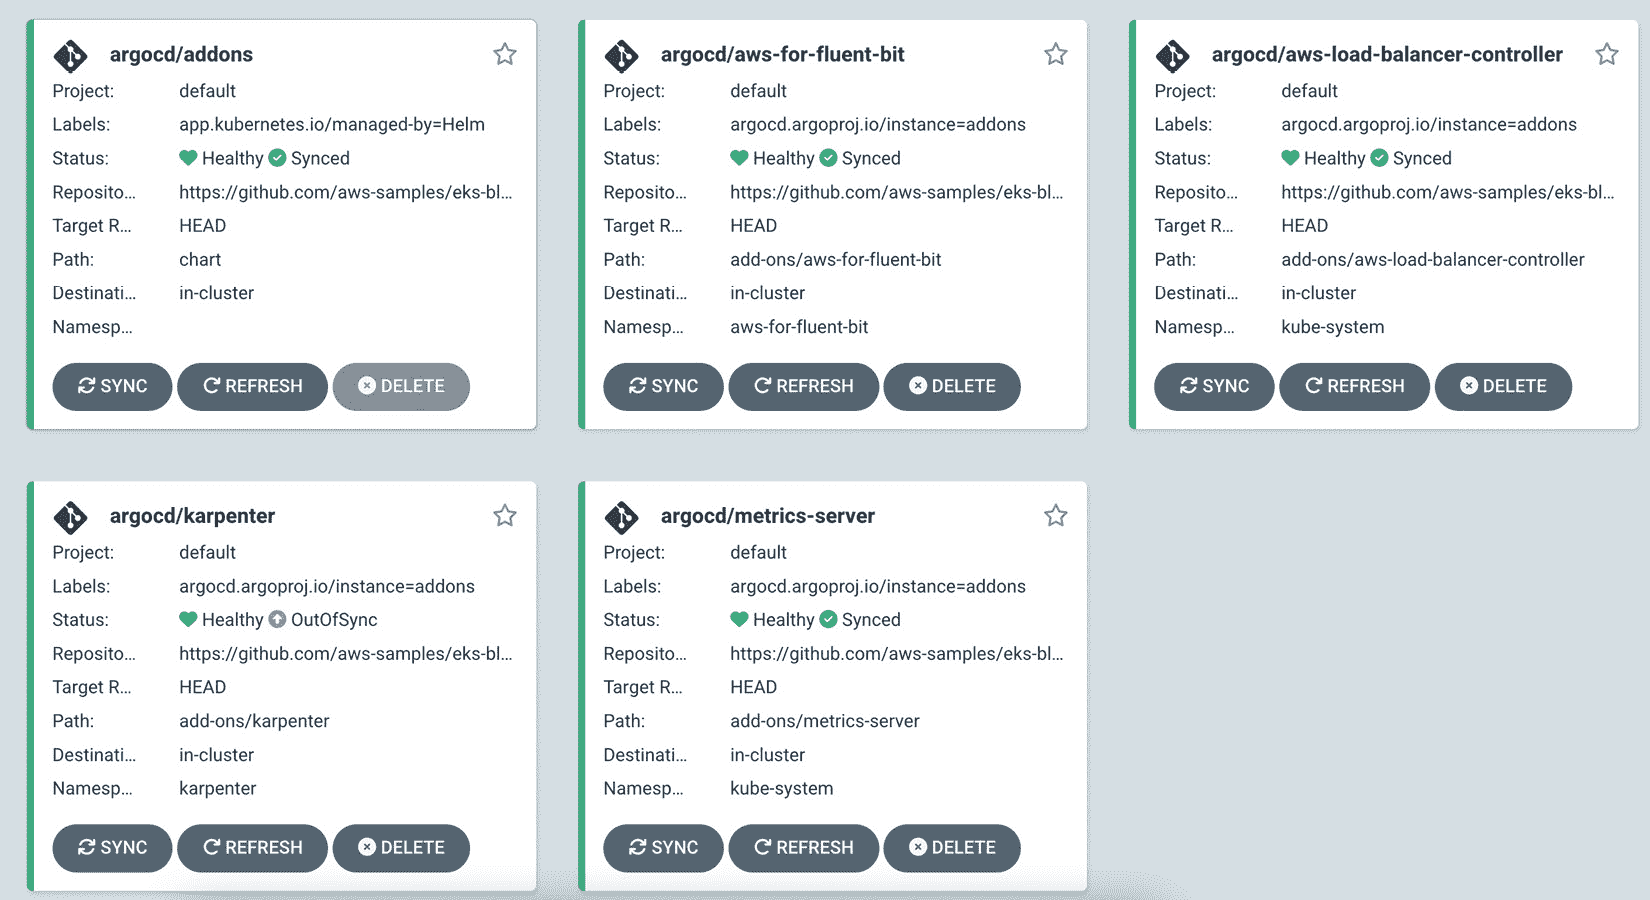 argocd/addons
Project: default
Labels: app.kubernetes.io/managed-by=Helm
Status: Healthy Synced
Reposito... https://github.com/aws-samples/eks-bl...
Target R... HEAD
Path: chart
Destinati... in-cluster
Namesp...
SYNC REFRESH DELETE
argocd/aws-for-fluent-bit
Project: default
Labels: argocd.argoproj.io/instance=addons
Status: Healthy Synced
Reposito... https://github.com/aws-samples/eks-bl...
Target R... HEAD
Path: add-ons/aws-for-fluent-bit
Destinati... in-cluster
Namesp... aws-for-fluent-bit
SYNC REFRESH DELETE
argocd/aws-load-balancer-controller
Project: default
Labels: argocd.argoproj.io/instance=addons
Status: Healthy Synced
Reposito... https://github.com/aws-samples/eks-bl...
Target R... HEAD
Path: add-ons/aws-load-balancer-controller
Destinati... in-cluster
Namesp... kube-system
SYNC REFRESH DELETE
argocd/karpenter
Project: default
Labels: argocd.argoproj.io/instance=addons
Status: Healthy OutOfSync
Reposito... https://github.com/aws-samples/eks-bl...
Target R... HEAD
Path: add-ons/karpenter
Destinati... in-cluster
Namesp... karpenter
SYNC REFRESH DELETE
argocd/metrics-server
Project: default
Labels: argocd.argoproj.io/instance=addons
Status: Healthy Synced
Reposito... https://github.com/aws-samples/eks-bl...
Target R... HEAD
Path: add-ons/metrics-server
Destinati... in-cluster
Namesp... kube-system
SYNC REFRESH DELETE